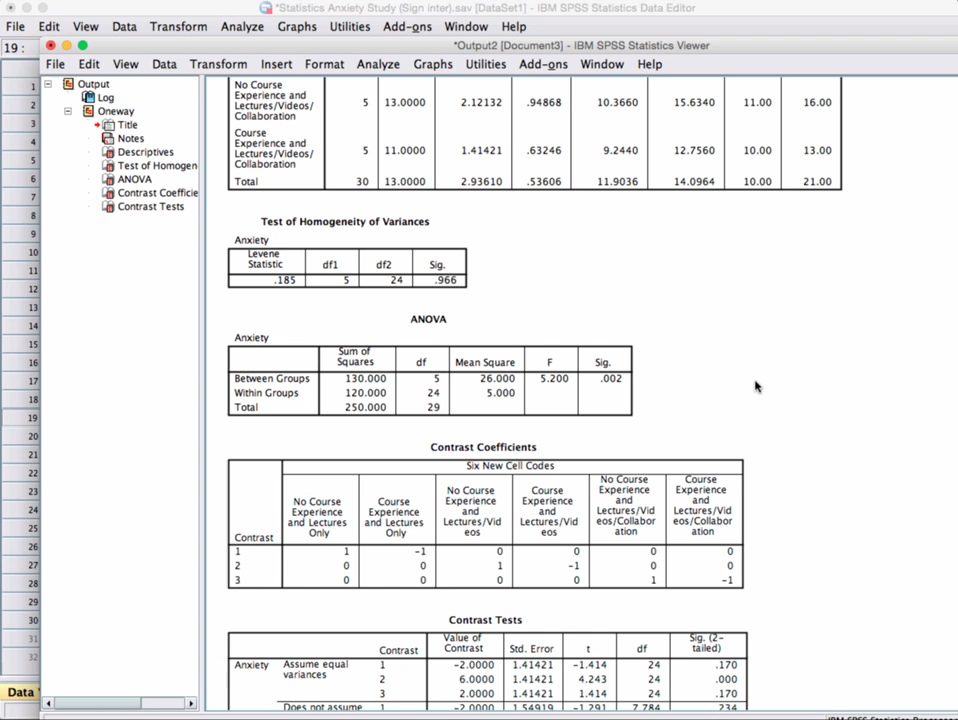 *Statistics Anxiety Study (Sign inter).sav [DataSet1] - IBM SPSS Statistics Data Editor
File Edit View Data Transform Analyze Graphs Utilities Add-ons Window Help
19 :
*Output2 [Document3] - IBM SPSS Statistics Viewer
File Edit View Data Transform Insert Format Analyze Graphs Utilities Add-ons Window Help
1
2
3
4
5
6
7
8
9
10
11
12
13
14
15
16
17
18
19
20
21
22
23
24
25
26
27
28
29
30
31
32
Data
Output
Log
Oneway
Title
Notes
Descriptives
Test of Homogen
ANOVA
Contrast Coefficie
Contrast Tests
No Course
Experience and
Lectures/Videos/
Collaboration
5 13.0000 2.12132 .94868 10.3660 15.6340 11.00 16.00
Course
Experience and
Lectures/Videos/
Collaboration
5 11.0000 1.41421 .63246 9.2440 12.7560 10.00 13.00
Total 30 13.0000 2.93610 .53606 11.9036 14.0964 10.00 21.00
Test of Homogeneity of Variances
Anxiety
Levene
Statistic df1 df2 Sig.
.185 5 24 .966
ANOVA
Anxiety
Sum of
Squares df Mean Square F Sig.
Between Groups 130.000 5 26.000 5.200 .002
Within Groups 120.000 24 5.000
Total 250.000 29
Contrast Coefficients
Six New Cell Codes
Contrast
No Course
Experience
and Lectures
Only
Course
Experience
and Lectures
Only
No Course
Experience
and
Lectures/Vid
eos
Course
Experience
and
Lectures/Vid
eos
No Course
Experience
and
Lectures/Vid
eos/Collabor
ation
Course
Experience
and
Lectures/Vid
eos/Collabor
ation
1 1 -1 0 0 0 0
2 0 0 1 -1 0 0
3 0 0 0 0 1 -1
Contrast Tests
Contrast
Value of
Contrast
Std. Error t df
Sig. (2-
tailed)
Anxiety Assume equal
variances
1 -2.0000 1.41421 -1.414 24 .170
2 6.0000 1.41421 4.243 24 .000
3 2.0000 1.41421 1.414 24 .170
Does not assume 1 -2.0000 1.54919 -1.291 7.784 .234